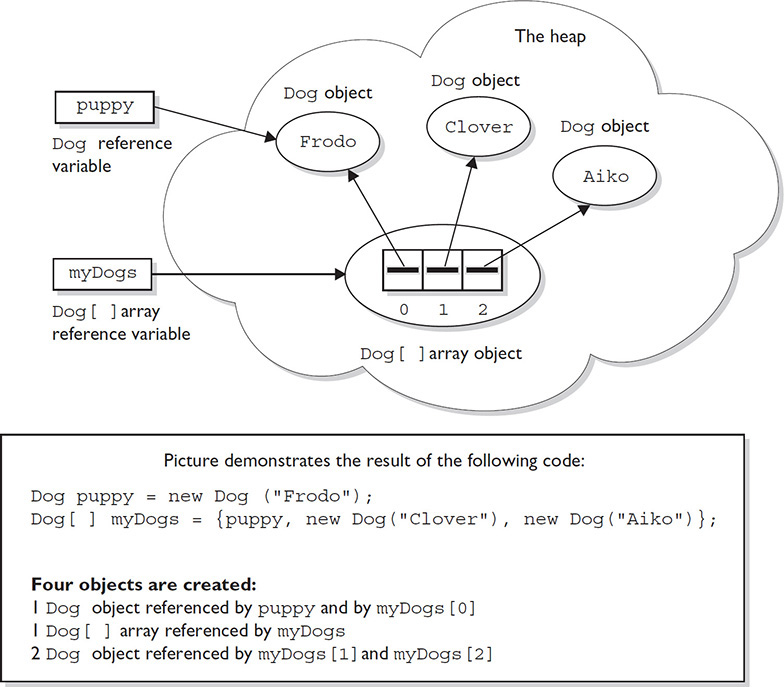 The heap
Dog object
Dog object
puppy
Clover
Dog object
Dog reference
variable
Frodo
Aiko
myDogs
Dog[ ] array
reference variable
0 1 2
Dog[ ] array object
Picture demonstrates the result of the following code:
Dog puppy = new Dog ("Frodo");
Dog[ ] myDogs = {puppy, new Dog("Clover"), new Dog("Aiko")};
Four objects are created:
1 Dog object referenced by puppy and by myDogs[0]
1 Dog[ ] array referenced by myDogs
2 Dog object referenced by myDogs[1]and myDogs[2]